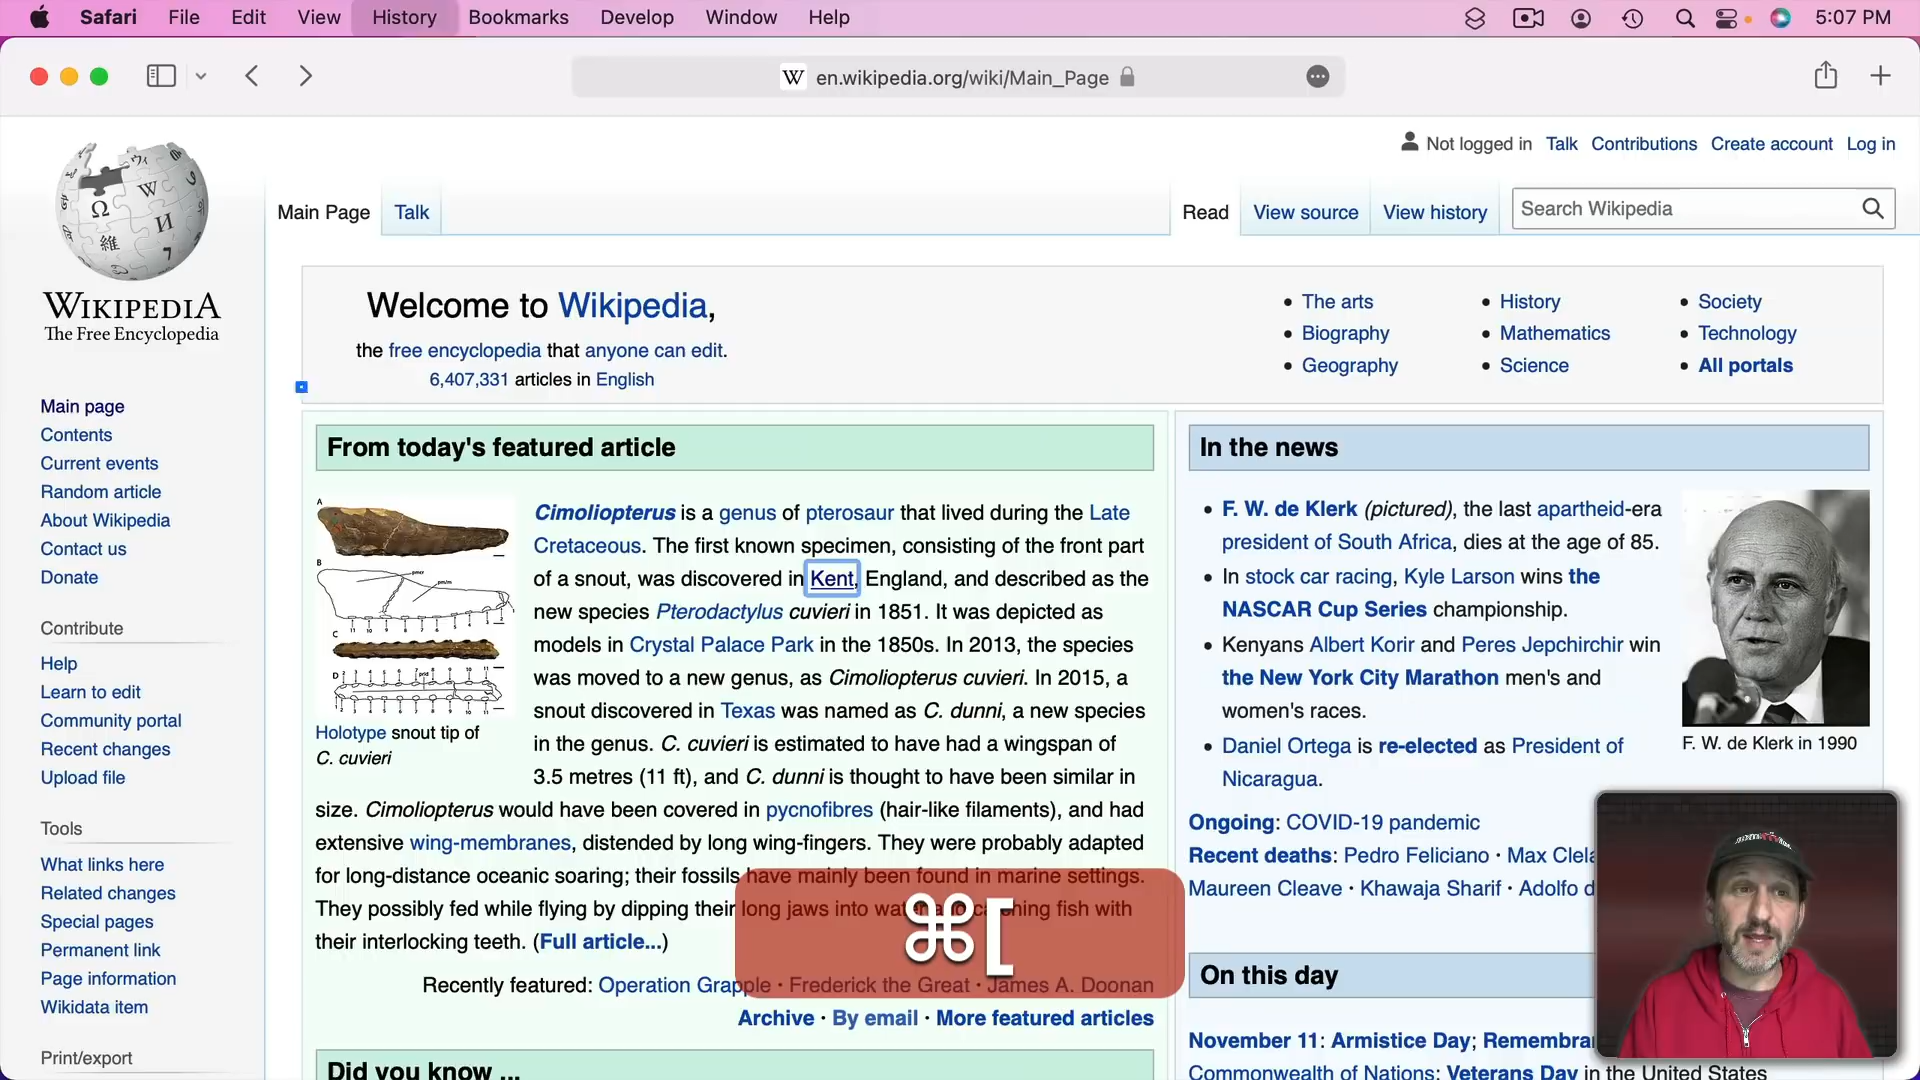 Safari File Edit View History Bookmarks Develop Window Help 5:07 PM
W en.wikipedia.org/wiki/Main_Page
Not logged in Talk Contributions Create account Log in
Main Page Talk Read View source View history Search Wikipedia
WIKIPEDIA
The Free Encyclopedia
Main page
Contents
Current events
Random article
About Wikipedia
Contact us
Donate
Contribute
Help
Learn to edit
Community portal
Recent changes
Upload file
Tools
What links here
Related changes
Special pages
Permanent link
Page information
Wikidata item
Print/export
Welcome to Wikipedia,
the free encyclopedia that anyone can edit.
6,407,331 articles in English
The arts
Biography
Geography
History
Mathematics
Science
Society
Technology
All portals
From today's featured article
Holotype snout tip of
C. cuvieri
Cimoliopterus is a genus of pterosaur that lived during the Late
Cretaceous. The first known specimen, consisting of the front part
of a snout, was discovered in Kent, England, and described as the
new species Pterodactylus cuvieri in 1851. It was depicted as
models in Crystal Palace Park in the 1850s. In 2013, the species
was moved to a new genus, as Cimoliopterus cuvieri. In 2015, a
snout discovered in Texas was named as C. dunni, a new species
in the genus. C. cuvieri is estimated to have had a wingspan of
3.5 metres (11 ft), and C. dunni is thought to have been similar in
size. Cimoliopterus would have been covered in pycnofibres (hair-like filaments), and had
extensive wing-membranes, distended by long wing-fingers. They were probably adapted
for long-distance oceanic soaring; their fossils have mainly been found in marine settings.
They possibly fed while flying by dipping their long jaws into water and catching fish with
their interlocking teeth. (Full article...)
⌘[
Recently featured: Operation Grapple · Frederick the Great · James A. Doonan
Archive · By email · More featured articles
Did you know ...
In the news
F. W. de Klerk (pictured), the last apartheid-era
president of South Africa, dies at the age of 85.
In stock car racing, Kyle Larson wins the
NASCAR Cup Series championship.
Kenyans Albert Korir and Peres Jepchirchir win
the New York City Marathon men's and
women's races.
Daniel Ortega is re-elected as President of
Nicaragua.
F. W. de Klerk in 1990
Ongoing: COVID-19 pandemic
Recent deaths: Pedro Feliciano · Max Clela
Maureen Cleave · Khawaja Sharif · Adolfo d
On this day
November 11: Armistice Day; Remembra
Commonwealth of Nations; Veterans Day in the United States